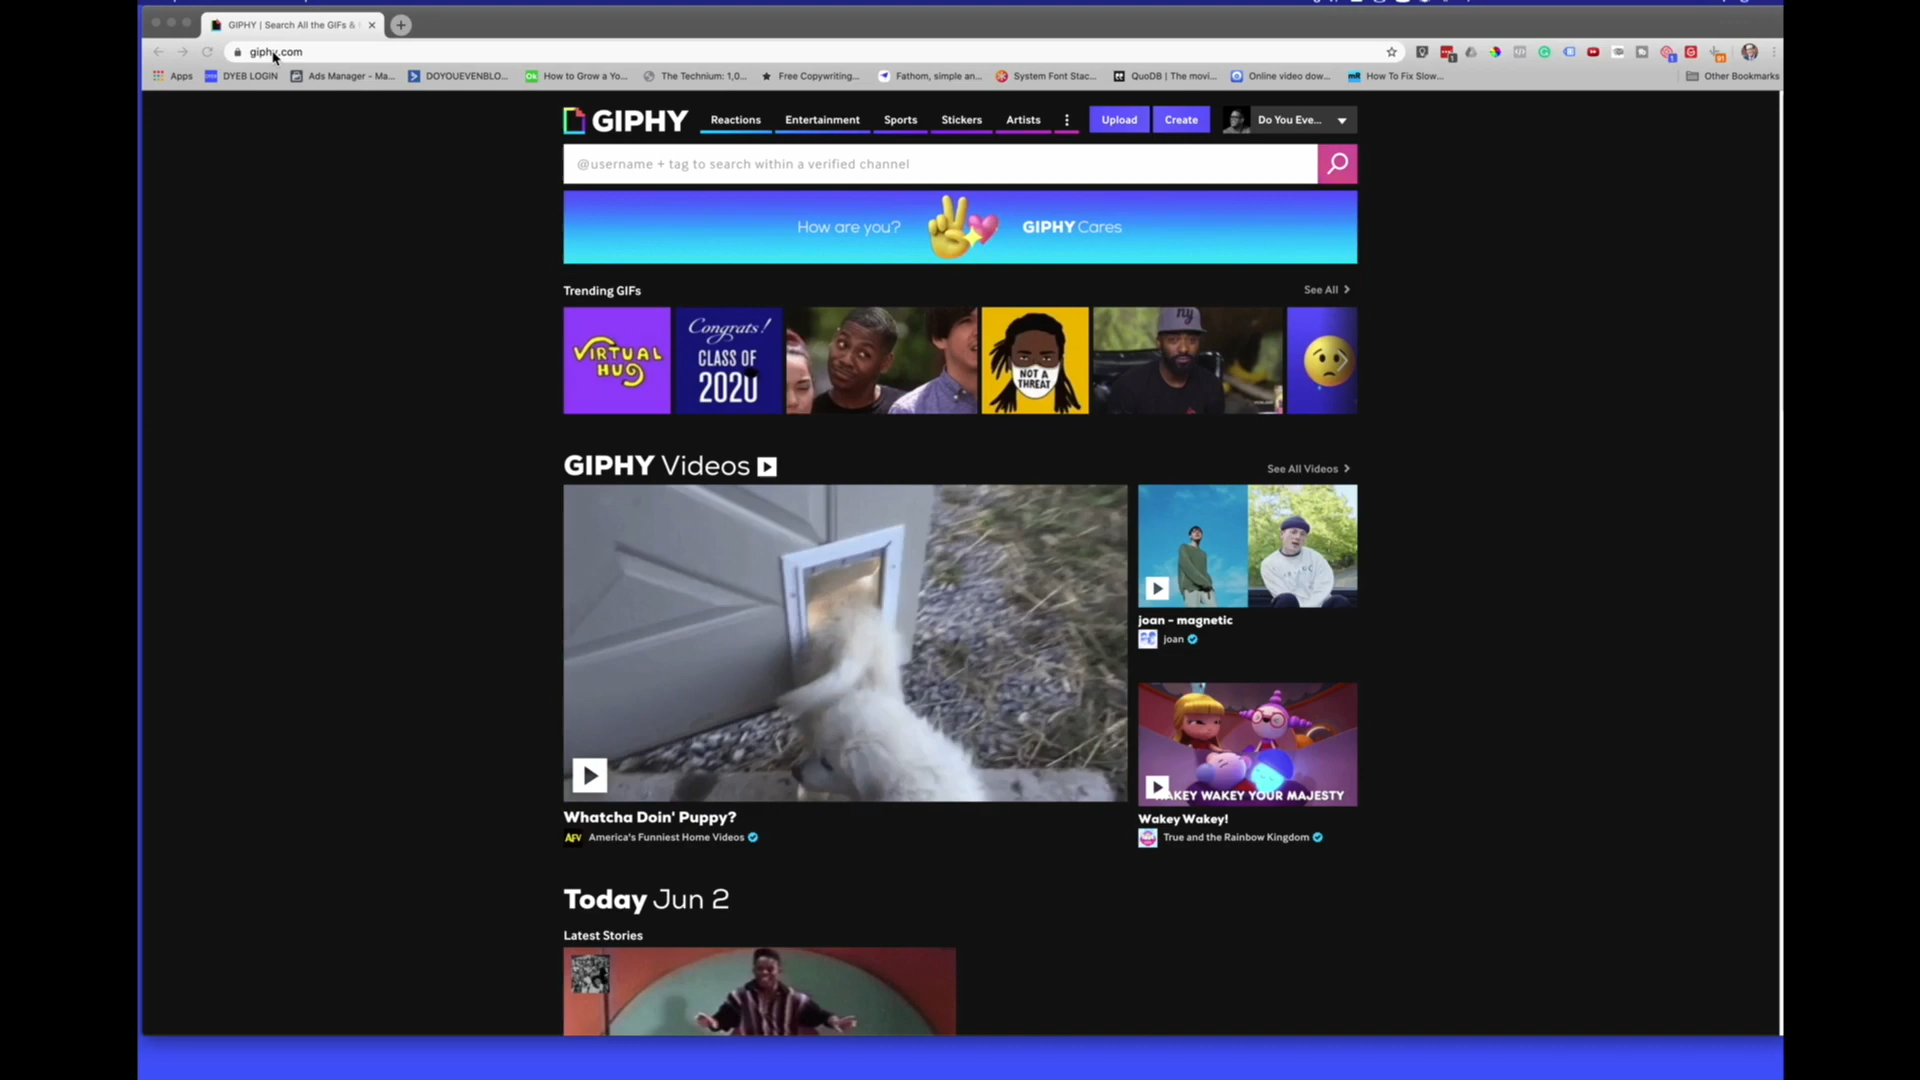 GIPHY | Search All the GIFs &
giphy.com
Apps
DYEB LOGIN
Ads Manager - Ma...
DOYOUEVENBLO...
How to Grow a Yo...
The Technium: 1,0...
Free Copywriting...
Fathom, simple an...
System Font Stac...
QuoDB | The movi...
Online video dow...
How To Fix Slow...
Other Bookmarks
GIPHY
Reactions
Entertainment
Sports
Stickers
Artists
Upload
Create
Do You Eve...
@username + tag to search within a verified channel
How are you?
GIPHY Cares
Trending GIFs
See All
VIRTUAL
HUG
Congrats!
CLASS OF
2020
NOT A
THREAT
ny
GIPHY Videos
See All Videos
joan - magnetic
joan
WAKEY WAKEY YOUR MAJESTY
Whatcha Doin' Puppy?
AFV America's Funniest Home Videos
Wakey Wakey!
True and the Rainbow Kingdom
Today Jun 2
Latest Stories